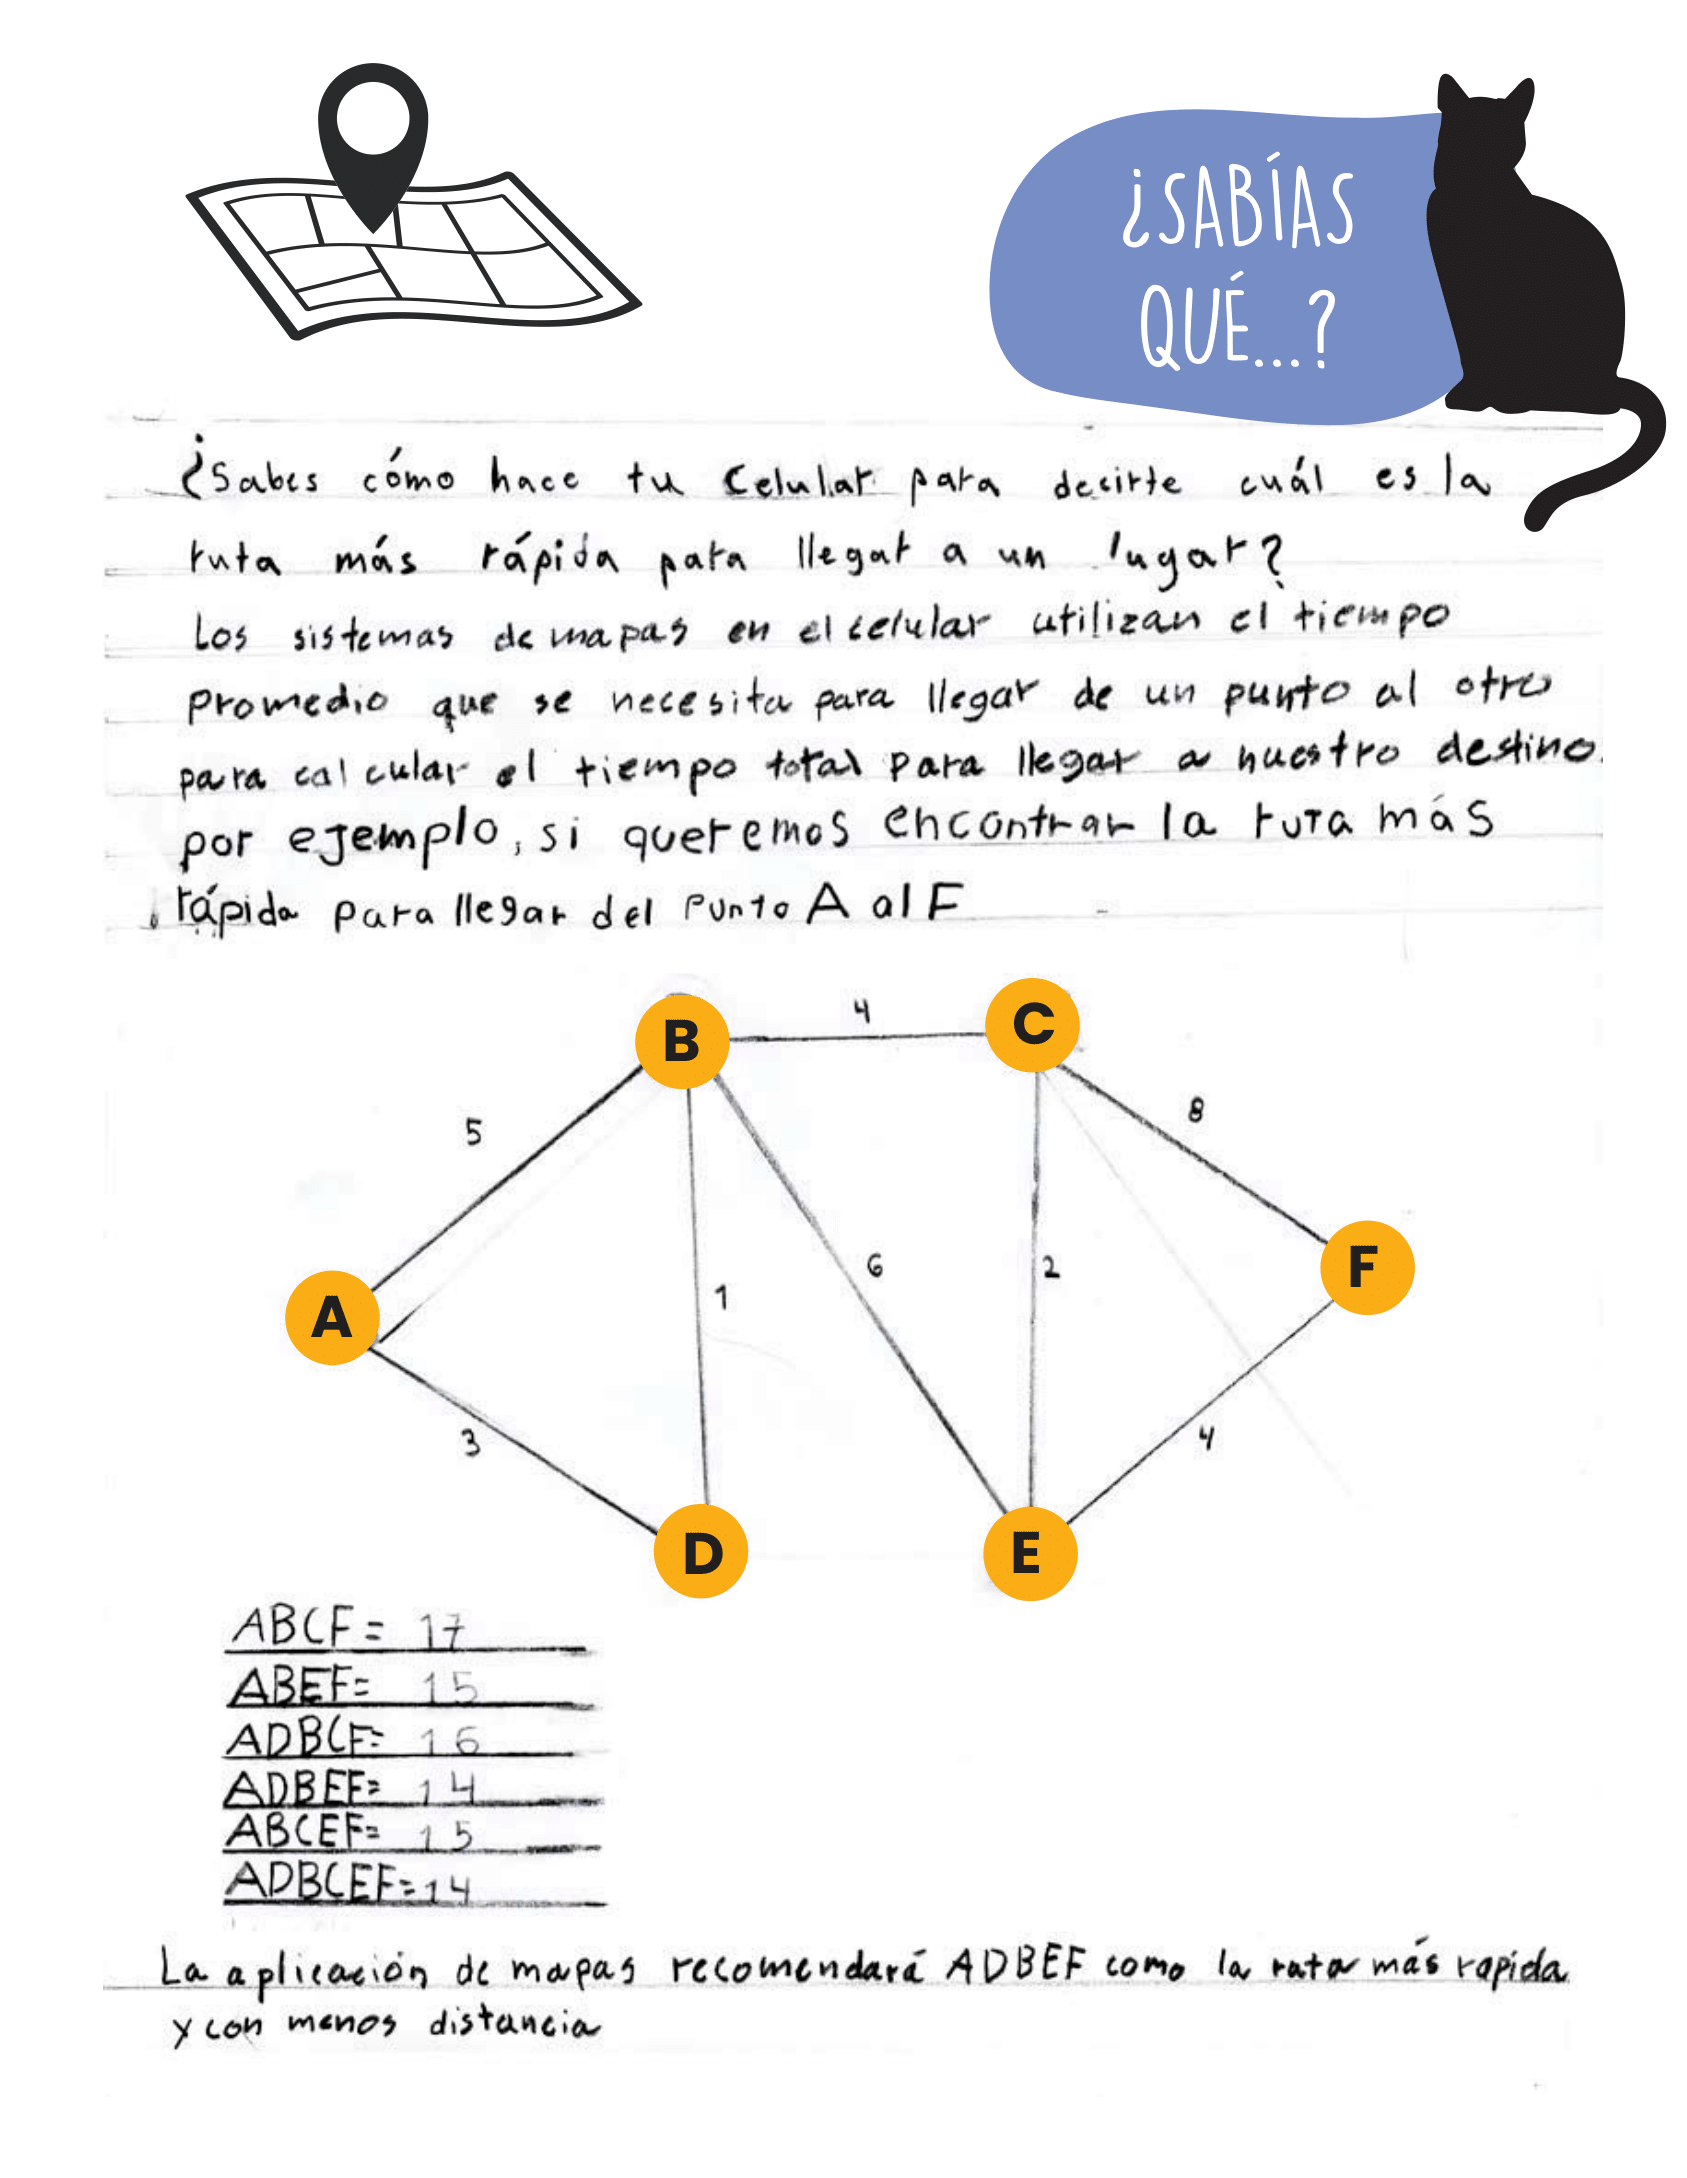 ¿SABÍAS
QUÉ...?
¿Sabes cómo hace tu celular para decirte cuál es la
ruta más rápida para llegar a un lugar?
Los sistemas de mapas en el celular utilizan el tiempo
promedio que se necesita para llegar de un punto al otro
para calcular el tiempo total para llegar a nuestro destino.
por ejemplo, si queremos encontrar la ruta más
rápida para llegar del punto A al F
B 4 C
5 8
A 1 6 2 F
3 4
D E
ABCF = 17
ABEF= 15
ADBCF= 16
ADBEF= 14
ABCEF= 15
ADBCEF=14
La aplicación de mapas recomendará ADBEF como la ruta más rapida
y con menos distancia